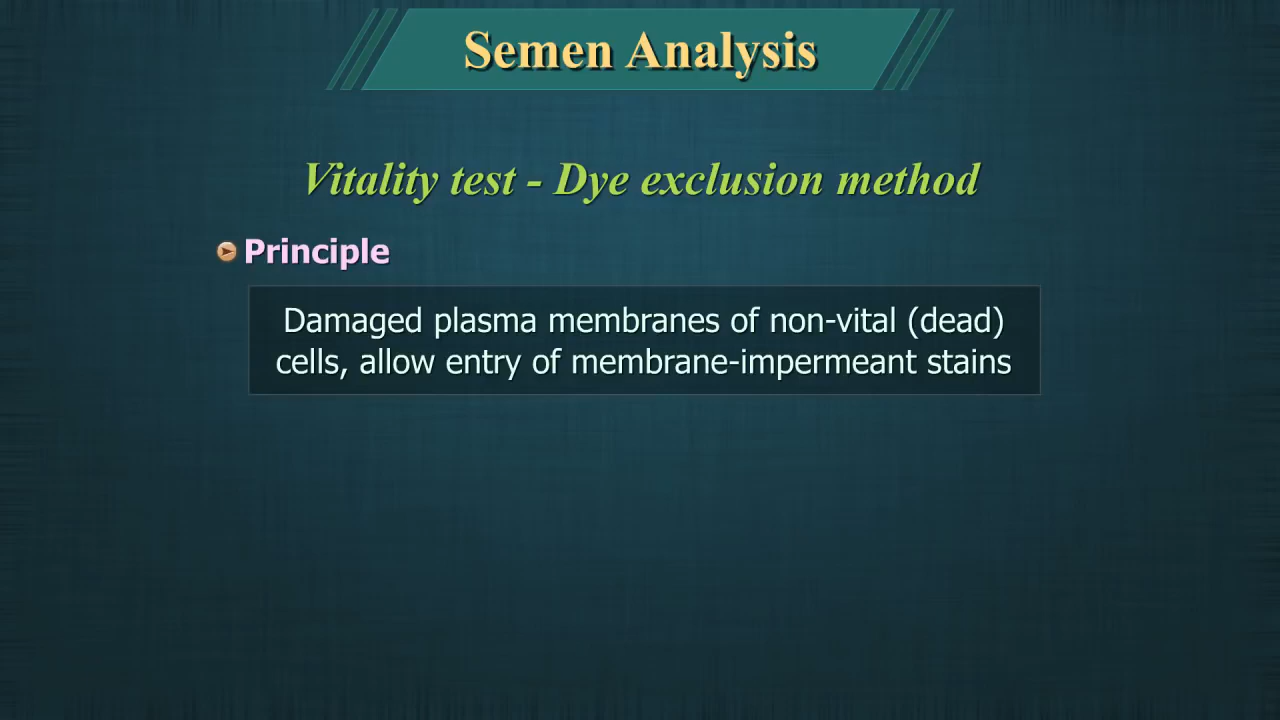 Semen Analysis
Vitality test - Dye exclusion method
Principle
Damaged plasma membranes of non-vital (dead)
cells, allow entry of membrane-impermeant stains